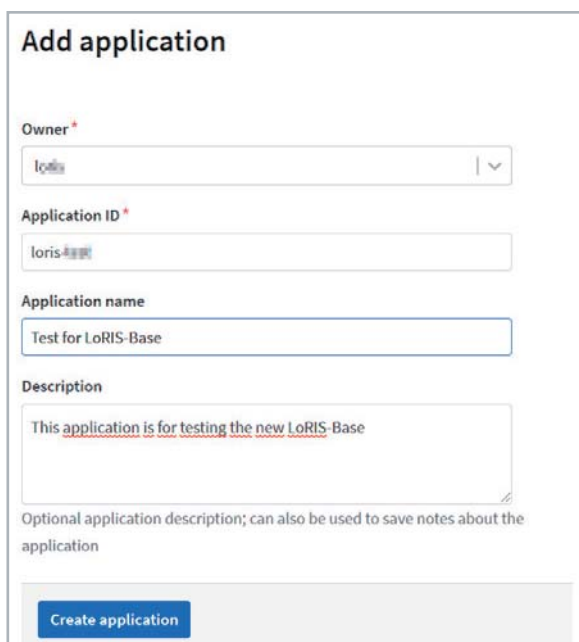 Add application
Owner*
Application ID*
loris-
Application name
Test for LoRIS-Base
Description
This application is for testing the new LoRIS-Base
Optional application description; can also be used to save notes about the
application
Create application